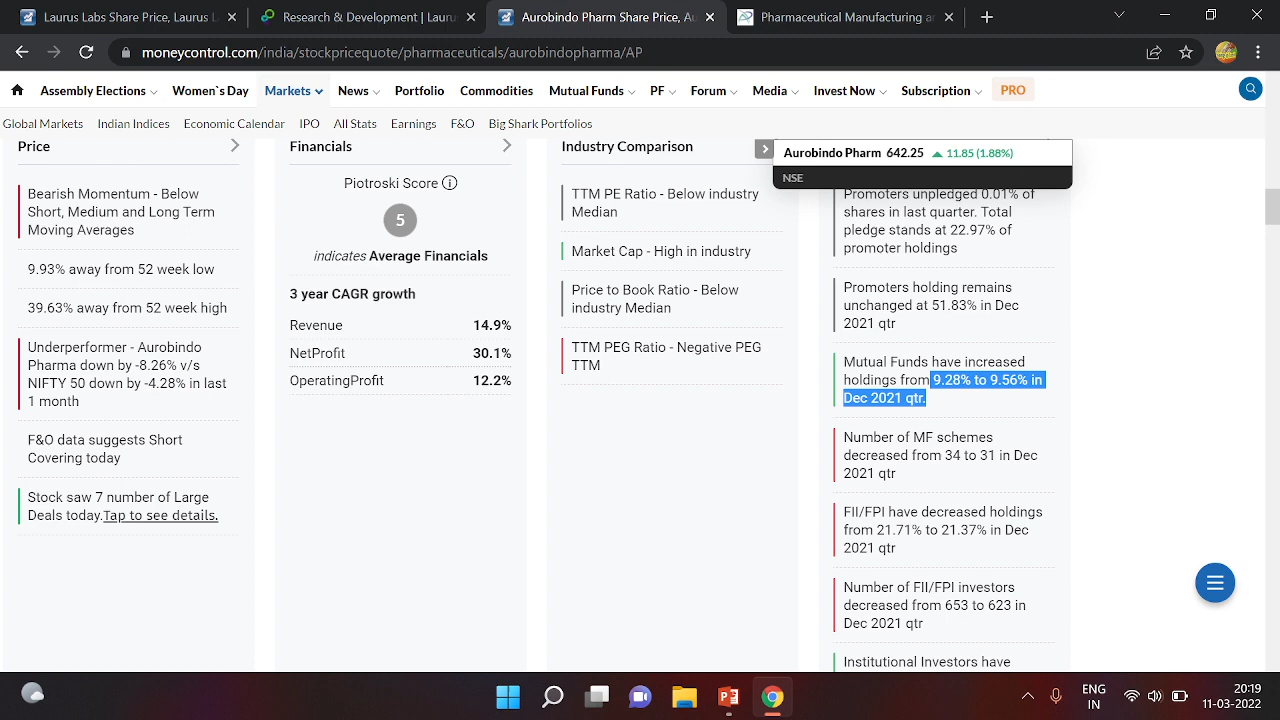 Laurus Labs Share Price, Laurus L
Research & Development | Lauru
Aurobindo Pharm Share Price, Au
Pharmaceutical Manufacturing ar
moneycontrol.com/india/stockpricequote/pharmaceuticals/aurobindopharma/AP
Assembly Elections Women`s Day Markets News Portfolio Commodities Mutual Funds PF Forum Media Invest Now Subscription PRO
Global Markets Indian Indices Economic Calendar IPO All Stats Earnings F&O Big Shark Portfolios
Price
Bearish Momentum - Below
Short, Medium and Long Term
Moving Averages
9.93% away from 52 week low
39.63% away from 52 week high
Underperformer - Aurobindo
Pharma down by -8.26% v/s
NIFTY 50 down by -4.28% in last
1 month
F&O data suggests Short
Covering today
Stock saw 7 number of Large
Deals today.Tap to see details.
Financials
Piotroski Score
5
indicates Average Financials
3 year CAGR growth
Revenue 14.9%
NetProfit 30.1%
OperatingProfit 12.2%
Industry Comparison
TTM PE Ratio - Below industry
Median
Market Cap - High in industry
Price to Book Ratio - Below
industry Median
TTM PEG Ratio - Negative PEG
TTM
Aurobindo Pharm 642.25 ▲ 11.85 (1.88%)
NSE
Promoters unpledged 0.01% of
shares in last quarter. Total
pledge stands at 22.97% of
promoter holdings
Promoters holding remains
unchanged at 51.83% in Dec
2021 qtr
Mutual Funds have increased
holdings from 9.28% to 9.56% in
Dec 2021 qtr.
Number of MF schemes
decreased from 34 to 31 in Dec
2021 qtr
FII/FPI have decreased holdings
from 21.71% to 21.37% in Dec
2021 qtr
Number of FII/FPI investors
decreased from 653 to 623 in
Dec 2021 qtr
Institutional Investors have
ENG
IN
20:19
11-03-2022